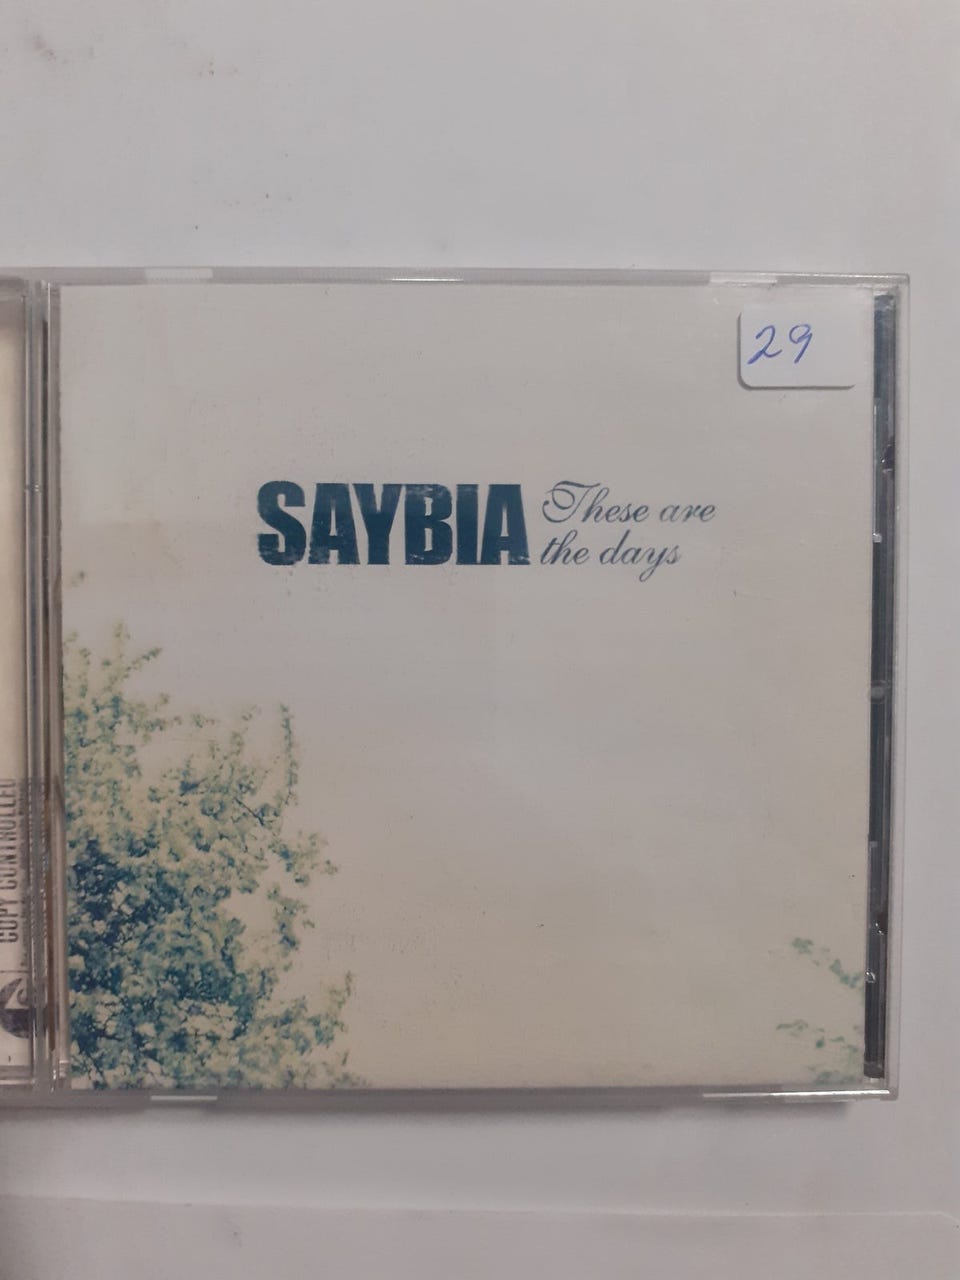 29
SAYBIA
These are
the days
COPY CONTROLLED